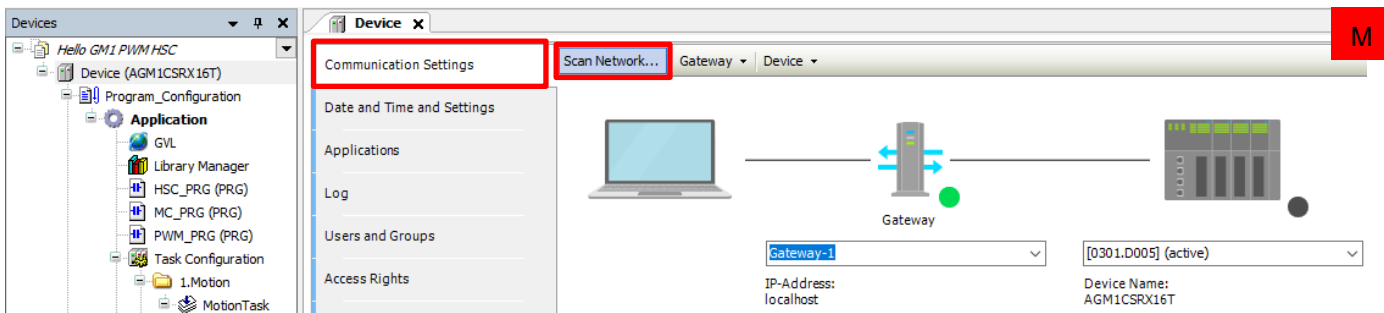 Devices
Hello GM1 PWM HSC
Device (AGM1CSRX16T)
Program_Configuration
Application
GVL
Library Manager
HSC_PRG (PRG)
MC_PRG (PRG)
PWM_PRG (PRG)
Task Configuration
1.Motion
MotionTask
Device
Communication Settings
Date and Time and Settings
Applications
Log
Users and Groups
Access Rights
Scan Network...
Gateway
Device
M
Gateway
Gateway-1
IP-Address:
localhost
[0301.D005] (active)
Device Name:
AGM1CSRX16T